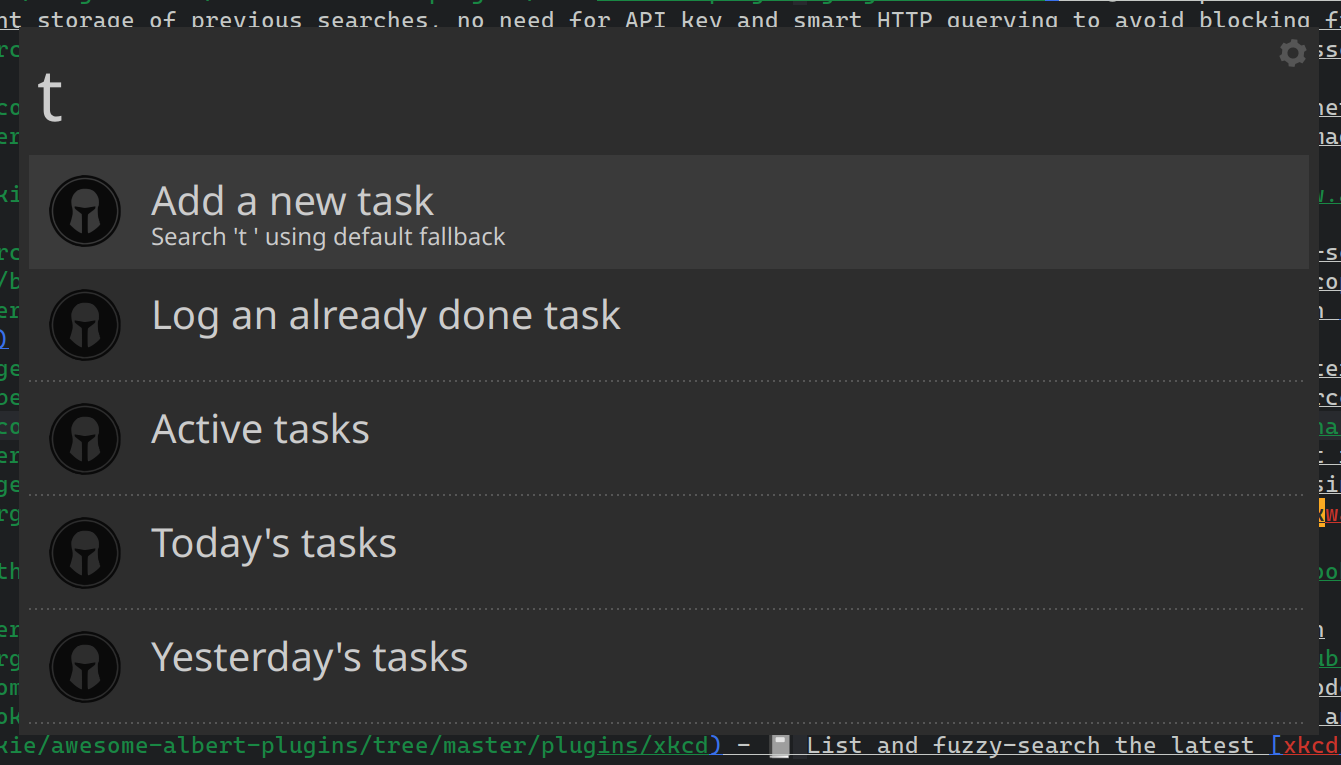 nt storage of previous searches, no need for API key and smart HTTP querying to avoid blocking
t
Add a new task
Search 't ' using default fallback
Log an already done task
Active tasks
Today's tasks
Yesterday's tasks
kie/awesome-albert-plugins/tree/master/plugins/xkcd) - List and fuzzy-search the latest [xkcd